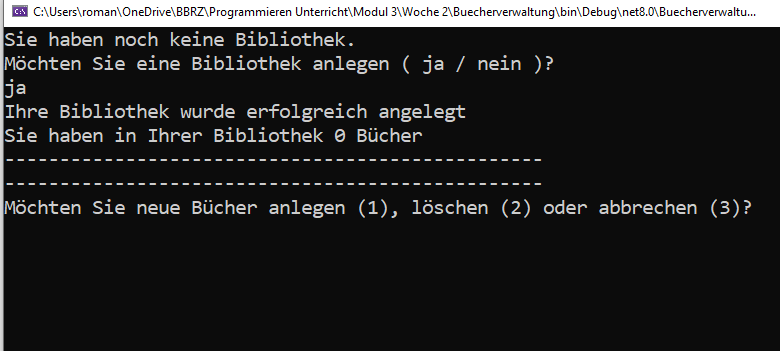 C:\Users\roman\OneDrive\BBRZ\Programmieren Unterricht\Modul 3\Woche 2\Buecherverwaltung\bin\Debug\net8.0\Buecherverwaltu...
Sie haben noch keine Bibliothek.
Möchten Sie eine Bibliothek anlegen ( ja / nein )?
ja
Ihre Bibliothek wurde erfolgreich angelegt
Sie haben in Ihrer Bibliothek 0 Bücher
-------------------------------------------------
-------------------------------------------------
Möchten Sie neue Bücher anlegen (1), löschen (2) oder abbrechen (3)?